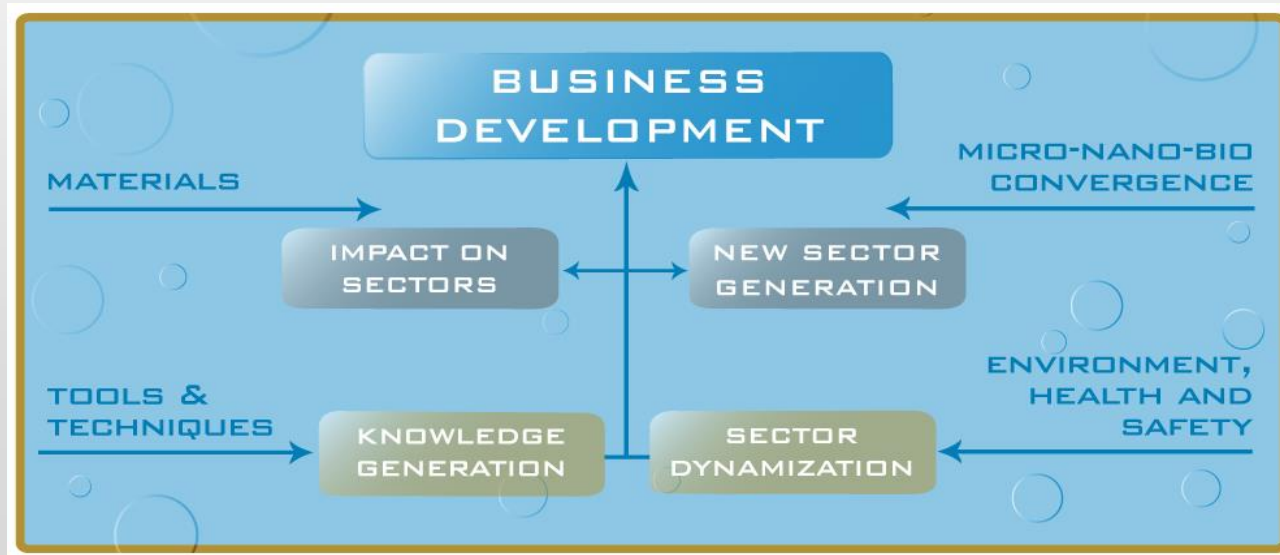 BUSINESS
DEVELOPMENT
MATERIALS
MICRO-NANO-BIO
CONVERGENCE
IMPACT ON
SECTORS
NEW SECTOR
GENERATION
TOOLS &
TECHNIQUES
ENVIRONMENT,
HEALTH AND
SAFETY
KNOWLEDGE
GENERATION
SECTOR
DYNAMIZATION